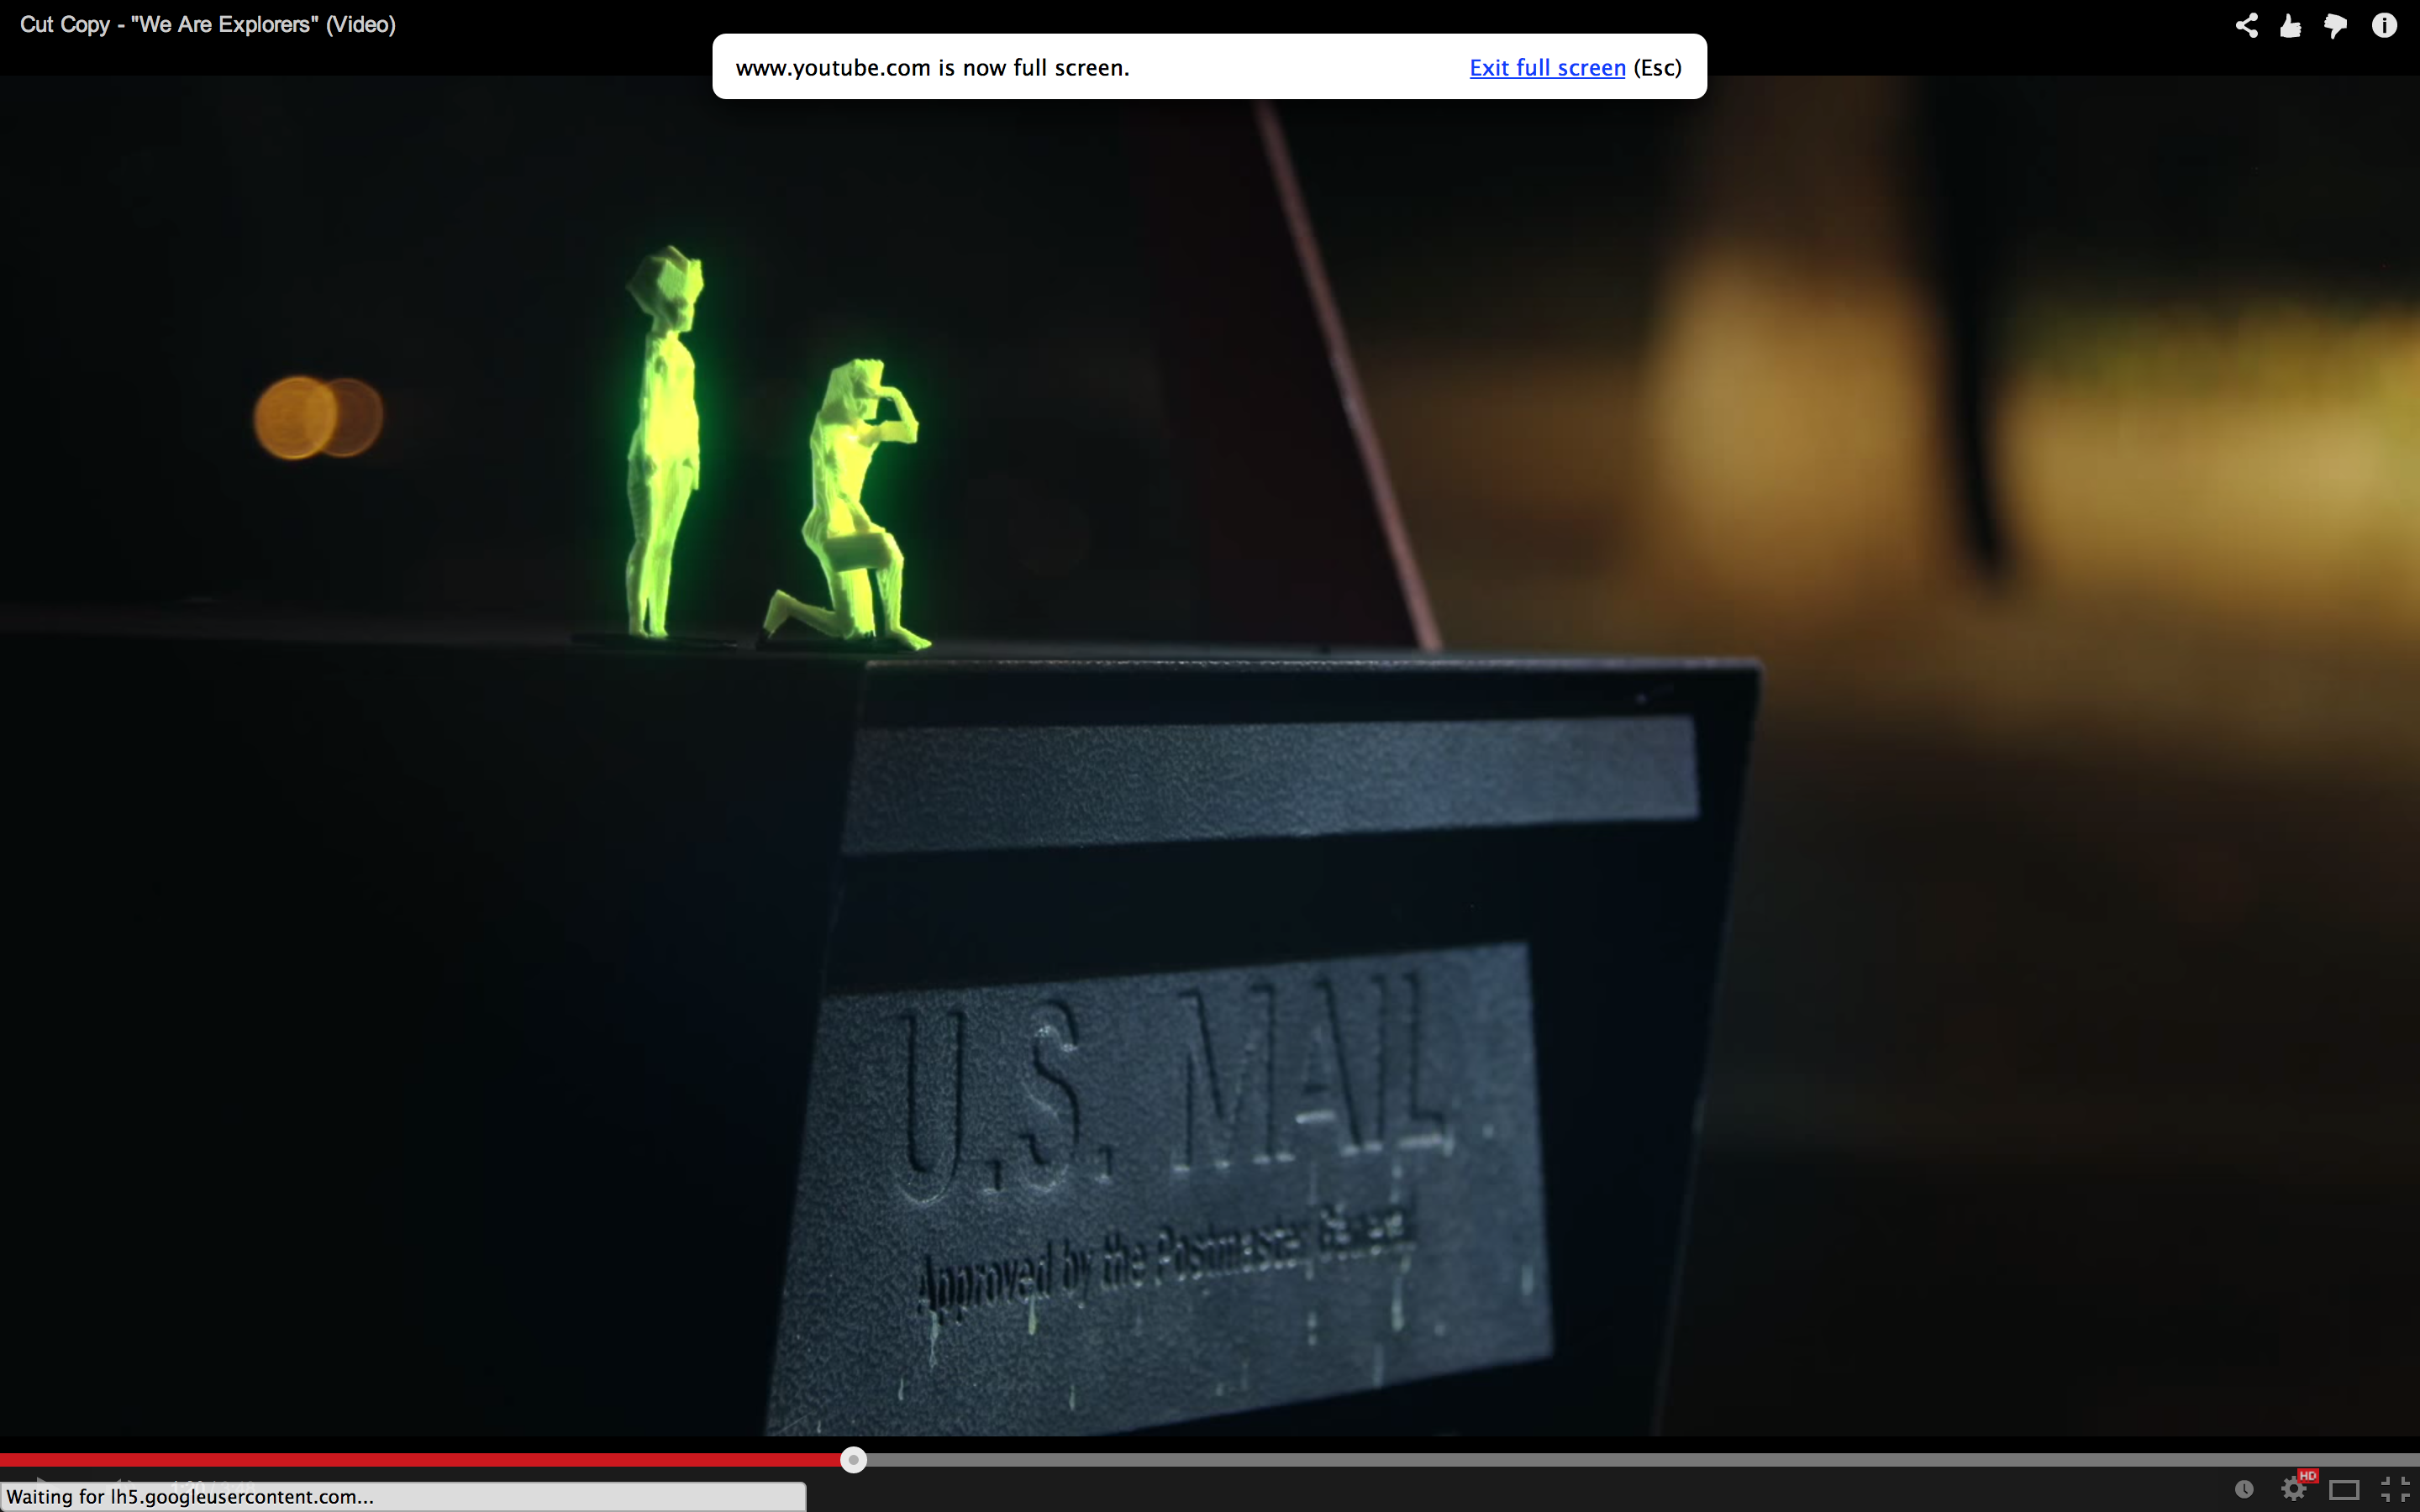 Cut Copy - "We Are Explorers" (Video)
www.youtube.com is now full screen. Exit full screen (Esc)
U.S. MAIL
Approved by the Postmaster General
HD
Waiting for lh5.googleusercontent.com...